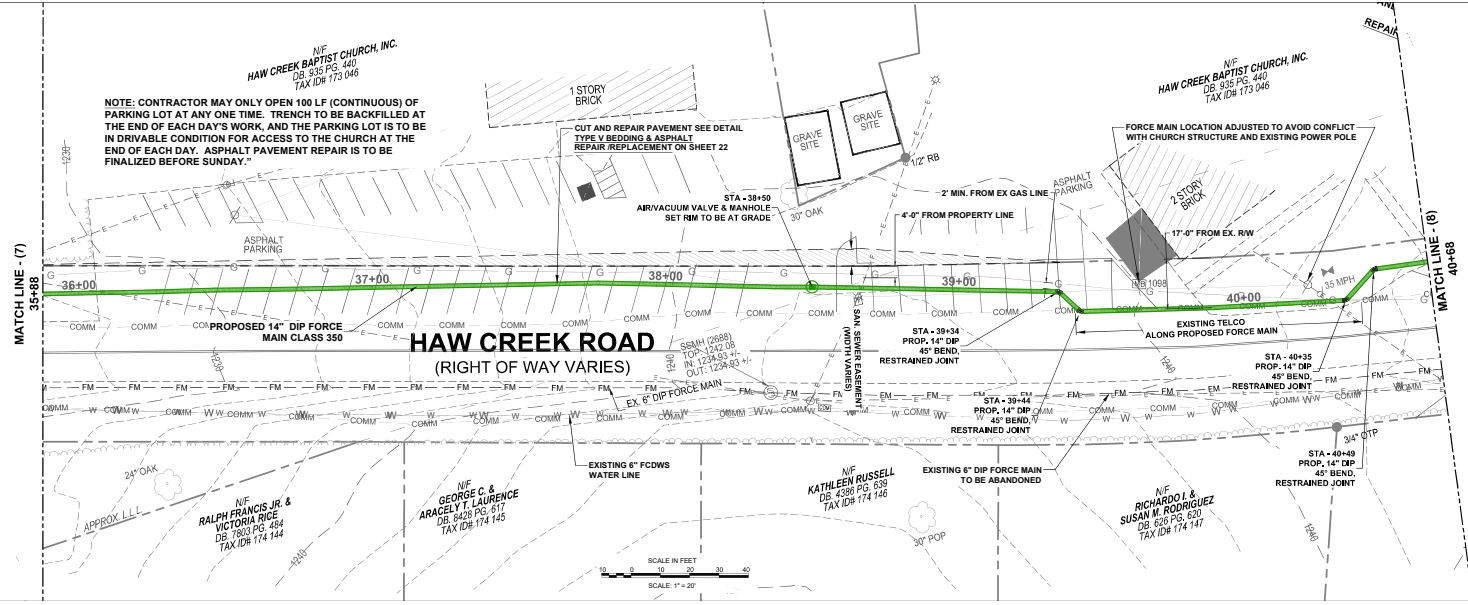 N/F
HAW CREEK BAPTIST CHURCH, INC.
DB. 935 PG. 440
TAX ID# 173 046
NOTE: CONTRACTOR MAY ONLY OPEN 100 LF (CONTINUOUS) OF
PARKING LOT AT ANY ONE TIME. TRENCH TO BE BACKFILLED AT
THE END OF EACH DAY'S WORK, AND THE PARKING LOT IS TO BE
IN DRIVABLE CONDITION FOR ACCESS TO THE CHURCH AT THE
END OF EACH DAY. ASPHALT PAVEMENT REPAIR IS TO BE
FINALIZED BEFORE SUNDAY."
1230
1 STORY
BRICK
CUT AND REPAIR PAVEMENT SEE DETAIL
TYPE V BEDDING & ASPHALT
REPAIR /REPLACEMENT ON SHEET 22
GRAVE
SITE
GRAVE
SITE
1/2" RB
30" OAK
STA - 38+50
AIR/VACUUM VALVE & MANHOLE
SET RIM TO BE AT GRADE
N/F
HAW CREEK BAPTIST CHURCH, INC.
DB. 935 PG. 440
TAX ID# 173 046
REPAIR
FORCE MAIN LOCATION ADJUSTED TO AVOID CONFLICT
WITH CHURCH STRUCTURE AND EXISTING POWER POLE
2' MIN. FROM EX GAS LINE
ASPHALT
PARKING
2 STORY
BRICK
4'-0" FROM PROPERTY LINE
17'-0" FROM EX. R/W
ASPHALT
PARKING
MATCH LINE - (7)
35+88
36+00
37+00
38+00
39+00
40+00
MB 1098
35 MPH
MATCH LINE - (8)
40+68
PROPOSED 14" DIP FORCE
MAIN CLASS 350
HAW CREEK ROAD
(RIGHT OF WAY VARIES)
SSMH (2688)
TOP: 1242.08
IN: 1234.93 +/-
OUT: 1234.93 +/-
SAN. SEWER EASEMENT
(WIDTH VARIES)
STA - 39+34
PROP. 14" DIP
45° BEND,
RESTRAINED JOINT
EXISTING TELCO
ALONG PROPOSED FORCE MAIN
STA - 40+35
PROP. 14" DIP
45° BEND,
RESTRAINED JOINT
1230
1240
1240
EX. 6" DIP FORCE MAIN
STA - 39+44
PROP. 14" DIP
45° BEND,
RESTRAINED JOINT
3/4" OTP
STA - 40+49
PROP. 14" DIP
45° BEND,
RESTRAINED JOINT
24" OAK
APPROX. L.L.L.
EXISTING 6" FCDWS
WATER LINE
EXISTING 6" DIP FORCE MAIN
TO BE ABANDONED
N/F
RALPH FRANCIS JR. &
VICTORIA RICE
DB. 7803 PG. 484
TAX ID# 174 144
N/F
GEORGE C. &
ARACELY T. LAURENCE
DB. 8428 PG. 617
TAX ID# 174 145
N/F
KATHLEEN RUSSELL
DB. 4386 PG. 639
TAX ID# 174 146
N/F
RICHARDO I. &
SUSAN M. RODRIGUEZ
DB. 626 PG. 620
TAX ID# 174 147
30" POP
1240
1240
SCALE IN FEET
10 0 10 20 30 40
SCALE: 1" = 20'